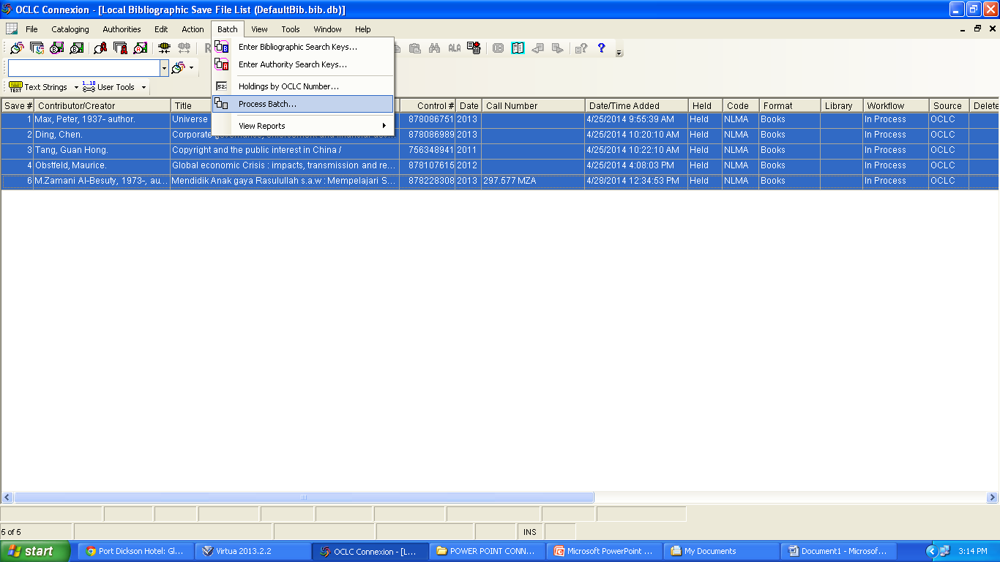 OCLC Connexion - [Local Bibliographic Save File List (DefaultBib.bib.db)]
File Cataloging Authorities Edit Action Batch View Tools Window Help
Enter Bibliographic Search Keys...
Enter Authority Search Keys...
Holdings by OCLC Number...
Process Batch...
View Reports
Text Strings User Tools
Save # Contributor/Creator Title Control # Date Call Number Date/Time Added Held Code Format Library Workflow Source Delete
1 Max, Peter, 1937- author. Universe 878086751 2013 4/25/2014 9:55:39 AM Held NLMA Books In Process OCLC
2 Ding, Chen. 878086989 2013 4/25/2014 10:20:10 AM Held NLMA Books In Process OCLC
3 Tang, Guan Hong. Copyright and the public interest in China / 756348941 2011 4/25/2014 10:22:10 AM Held NLMA Books In Process OCLC
4 Obstfeld, Maurice. Global economic Crisis : impacts, transmission and re... 878107615 2012 4/25/2014 4:08:03 PM Held NLMA Books In Process OCLC
6 M.Zamani Al-Besuty, 1973-, au... Mendidik Anak gaya Rasulullah s.a.w : Mempelajari S... 878228308 2013 297.577 MZA 4/28/2014 12:34:53 PM Held NLMA Books In Process OCLC
5 of 5 INS
start Port Dickson Hotel: Gl... Virtua 2013.2.2 OCLC Connexion - [L... POWER POINT CONN... Microsoft PowerPoint ... My Documents Document1 - Microsof... 3:14 PM